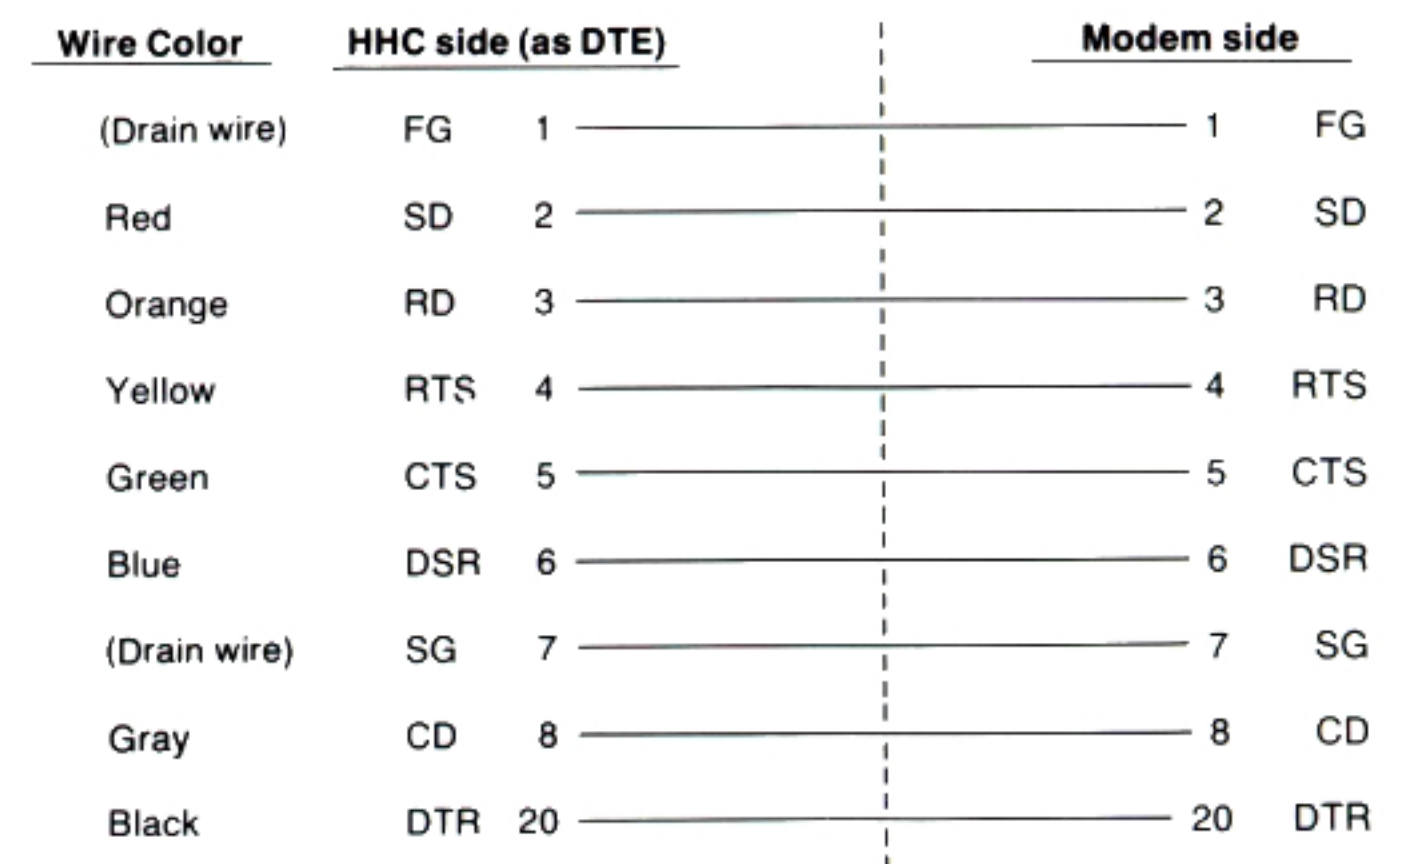 Wire Color HHC side (as DTE) Modem side
(Drain wire) FG 1 1 FG
Red SD 2 2 SD
Orange RD 3 3 RD
Yellow RTS 4 4 RTS
Green CTS 5 5 CTS
Blue DSR 6 6 DSR
(Drain wire) SG 7 7 SG
Gray CD 8 8 CD
Black DTR 20 20 DTR